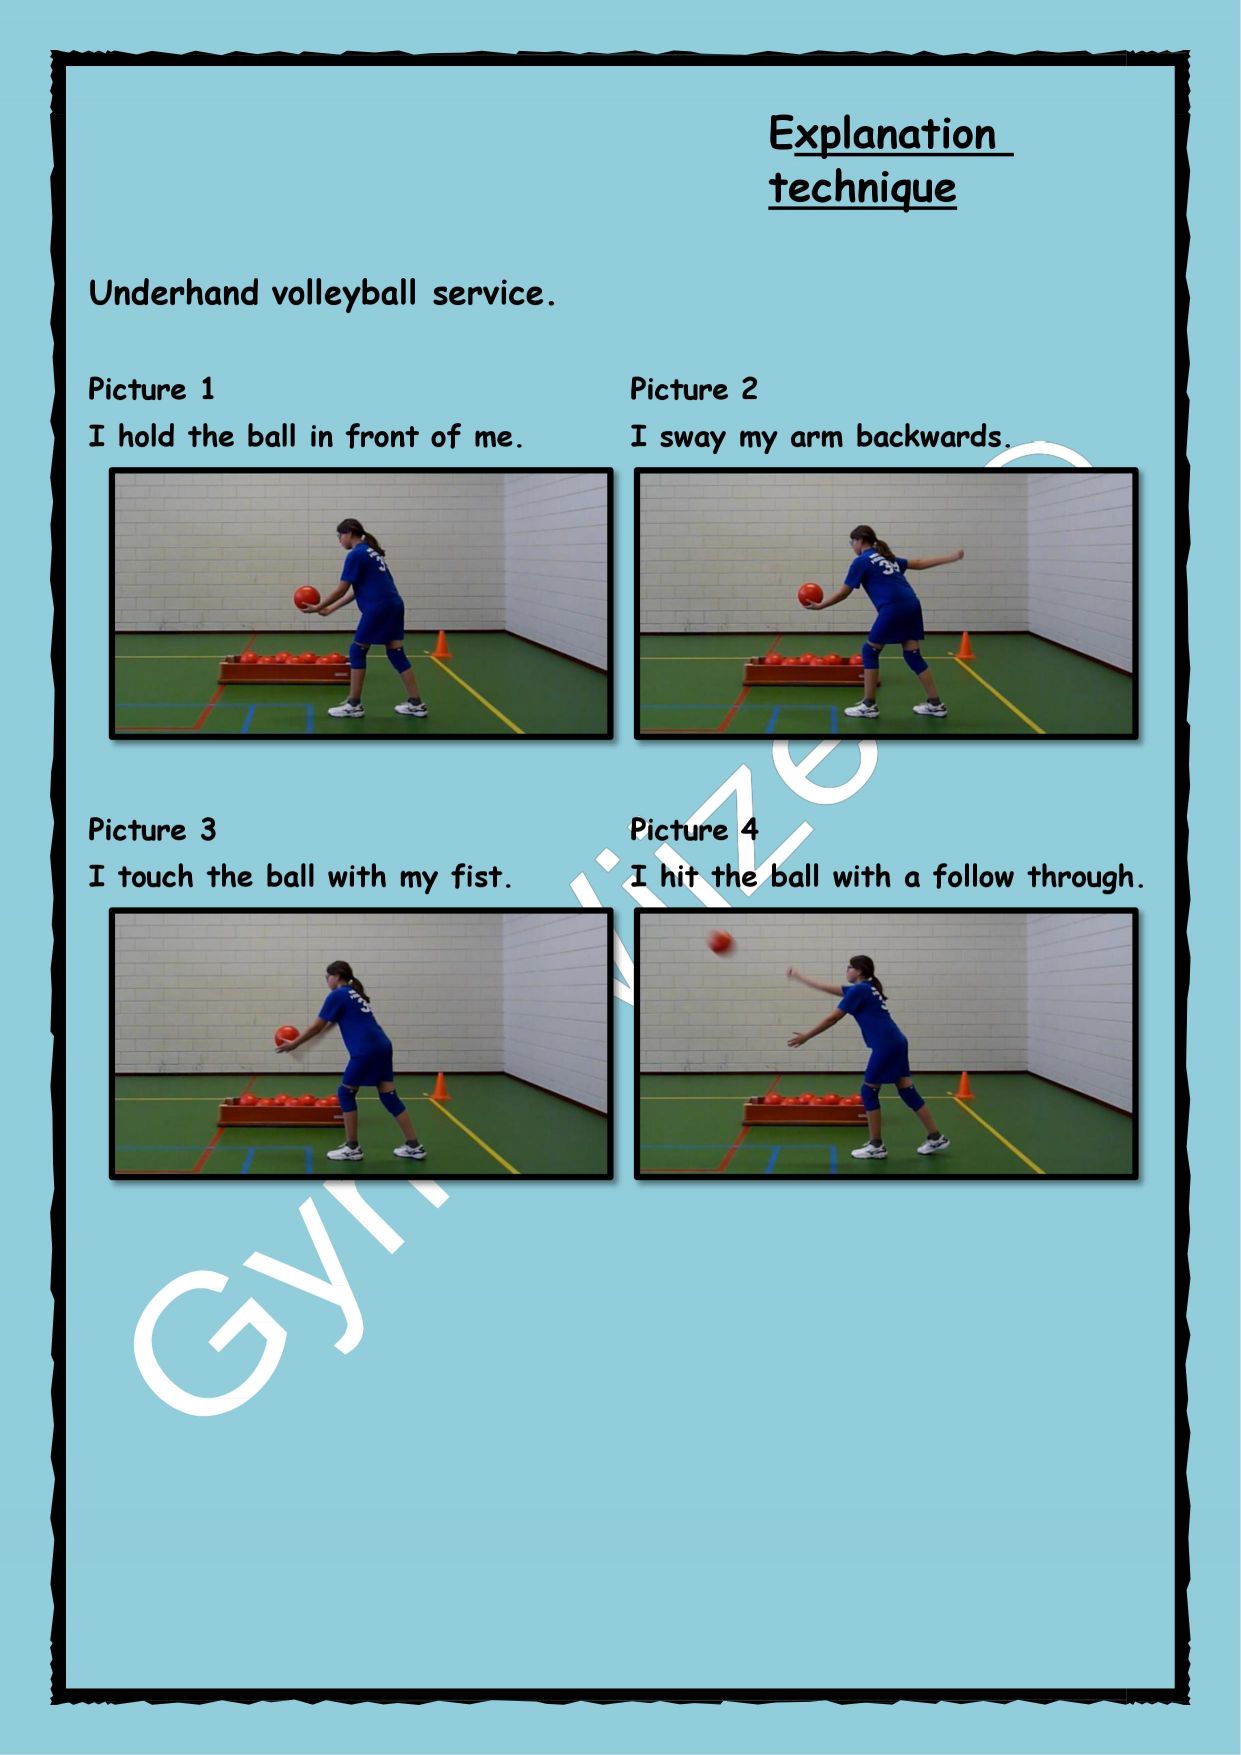 Explanation
technique
Underhand volleyball service.
Picture 1
I hold the ball in front of me.
Picture 2
I sway my arm backwards.
Picture 3
I touch the ball with my fist.
Picture 4
I hit the ball with a follow through.